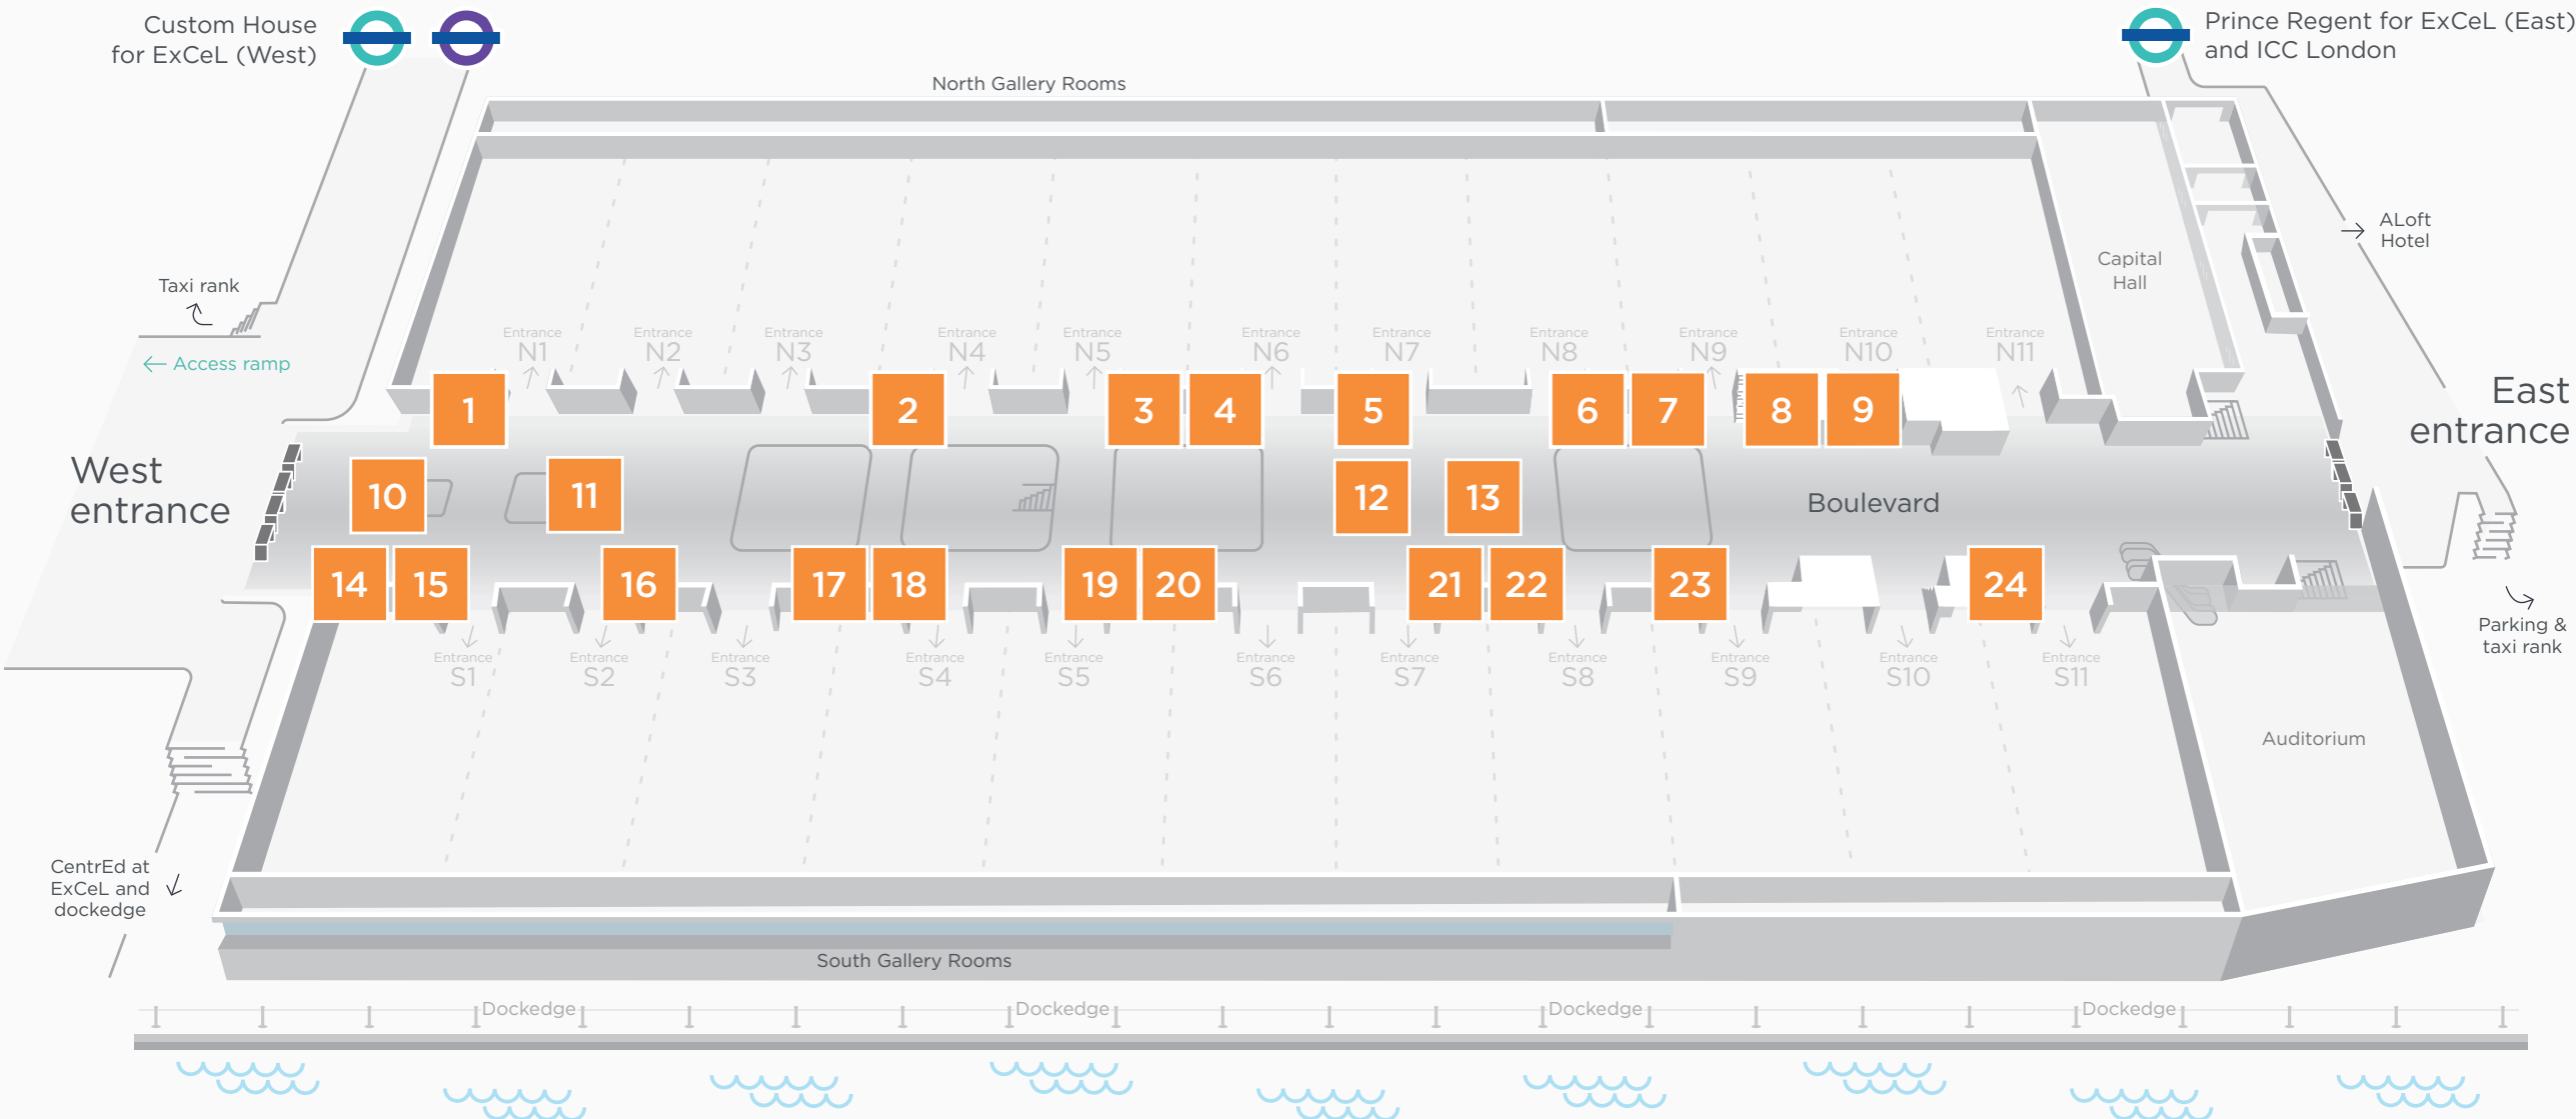 Custom House
for ExCeL (West)
Prince Regent for ExCeL (East)
and ICC London
North Gallery Rooms
ALoft
Hotel
Capital
Hall
Taxi rank
← Access ramp
Entrance
N1
Entrance
N2
Entrance
N3
Entrance
N4
Entrance
N5
Entrance
N6
Entrance
N7
Entrance
N8
Entrance
N9
Entrance
N10
Entrance
N11
1
2
3
4
5
6
7
8
9
East
entrance
West
entrance
10
11
12
13
Boulevard
14
15
16
17
18
19
20
21
22
23
24
Parking &
taxi rank
Entrance
S1
Entrance
S2
Entrance
S3
Entrance
S4
Entrance
S5
Entrance
S6
Entrance
S7
Entrance
S8
Entrance
S9
Entrance
S10
Entrance
S11
Auditorium
CentrEd at
ExCeL and
dockedge
South Gallery Rooms
Dockedge
Dockedge
Dockedge
Dockedge